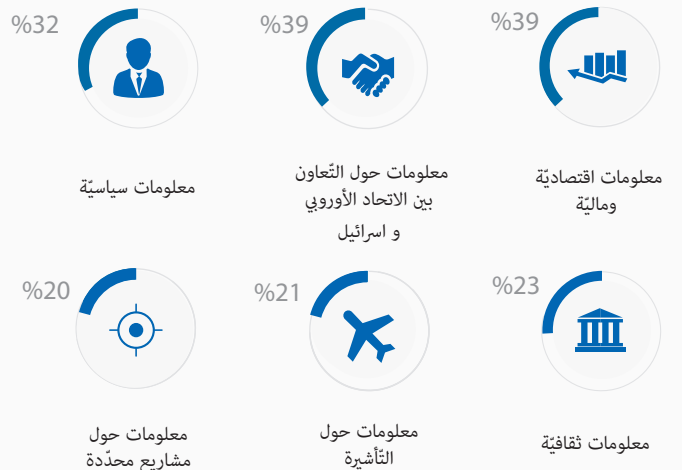 %39
معلومات اقتصاديّة
وماليّة
%39
معلومات حول التّعاون
بين الاتحاد الأوروبي
و اسرائيل
%32
معلومات سياسيّة
%23
معلومات ثقافيّة
%21
معلومات حول
التّأشيرة
%20
معلومات حول
مشاريع محدّدة